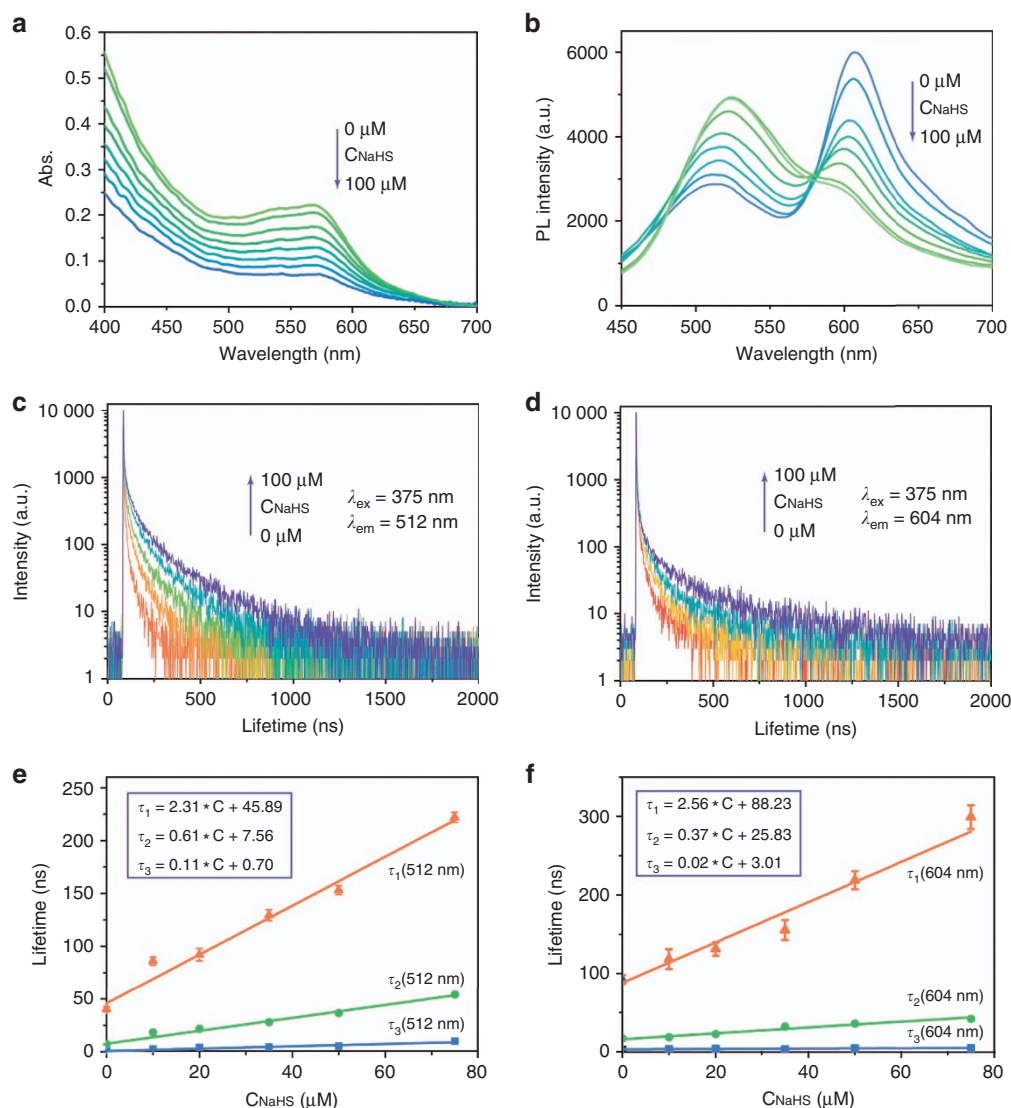 a
0.6
0.5
0.4
0.3
0.2
0.1
0.0
Abs.
0 μM
CNaHS
100 μM
400 450 500 550 600 650 700
Wavelength (nm)
b
6000
4000
2000
0
PL intensity (a.u.)
0 μM
CNaHS
100 μM
450 500 550 600 650 700
Wavelength (nm)
c
10 000
1000
100
10
1
Intensity (a.u.)
100 μM
CNaHS
0 μM
λex = 375 nm
λem = 512 nm
0 500 1000 1500 2000
Lifetime (ns)
d
10 000
1000
100
10
1
Intensity (a.u.)
100 μM
CNaHS
0 μM
λex = 375 nm
λem = 604 nm
0 500 1000 1500 2000
Lifetime (ns)
e
250
200
150
100
50
0
Lifetime (ns)
τ1 = 2.31 * C + 45.89
τ2 = 0.61 * C + 7.56
τ3 = 0.11 * C + 0.70
τ1(512 nm)
τ2(512 nm)
τ3(512 nm)
0 20 40 60 80
CNaHS (μM)
f
300
200
100
0
Lifetime (ns)
τ1 = 2.56 * C + 88.23
τ2 = 0.37 * C + 25.83
τ3 = 0.02 * C + 3.01
τ1(604 nm)
τ2(604 nm)
τ3(604 nm)
0 20 40 60 80
CNaHS (μM)